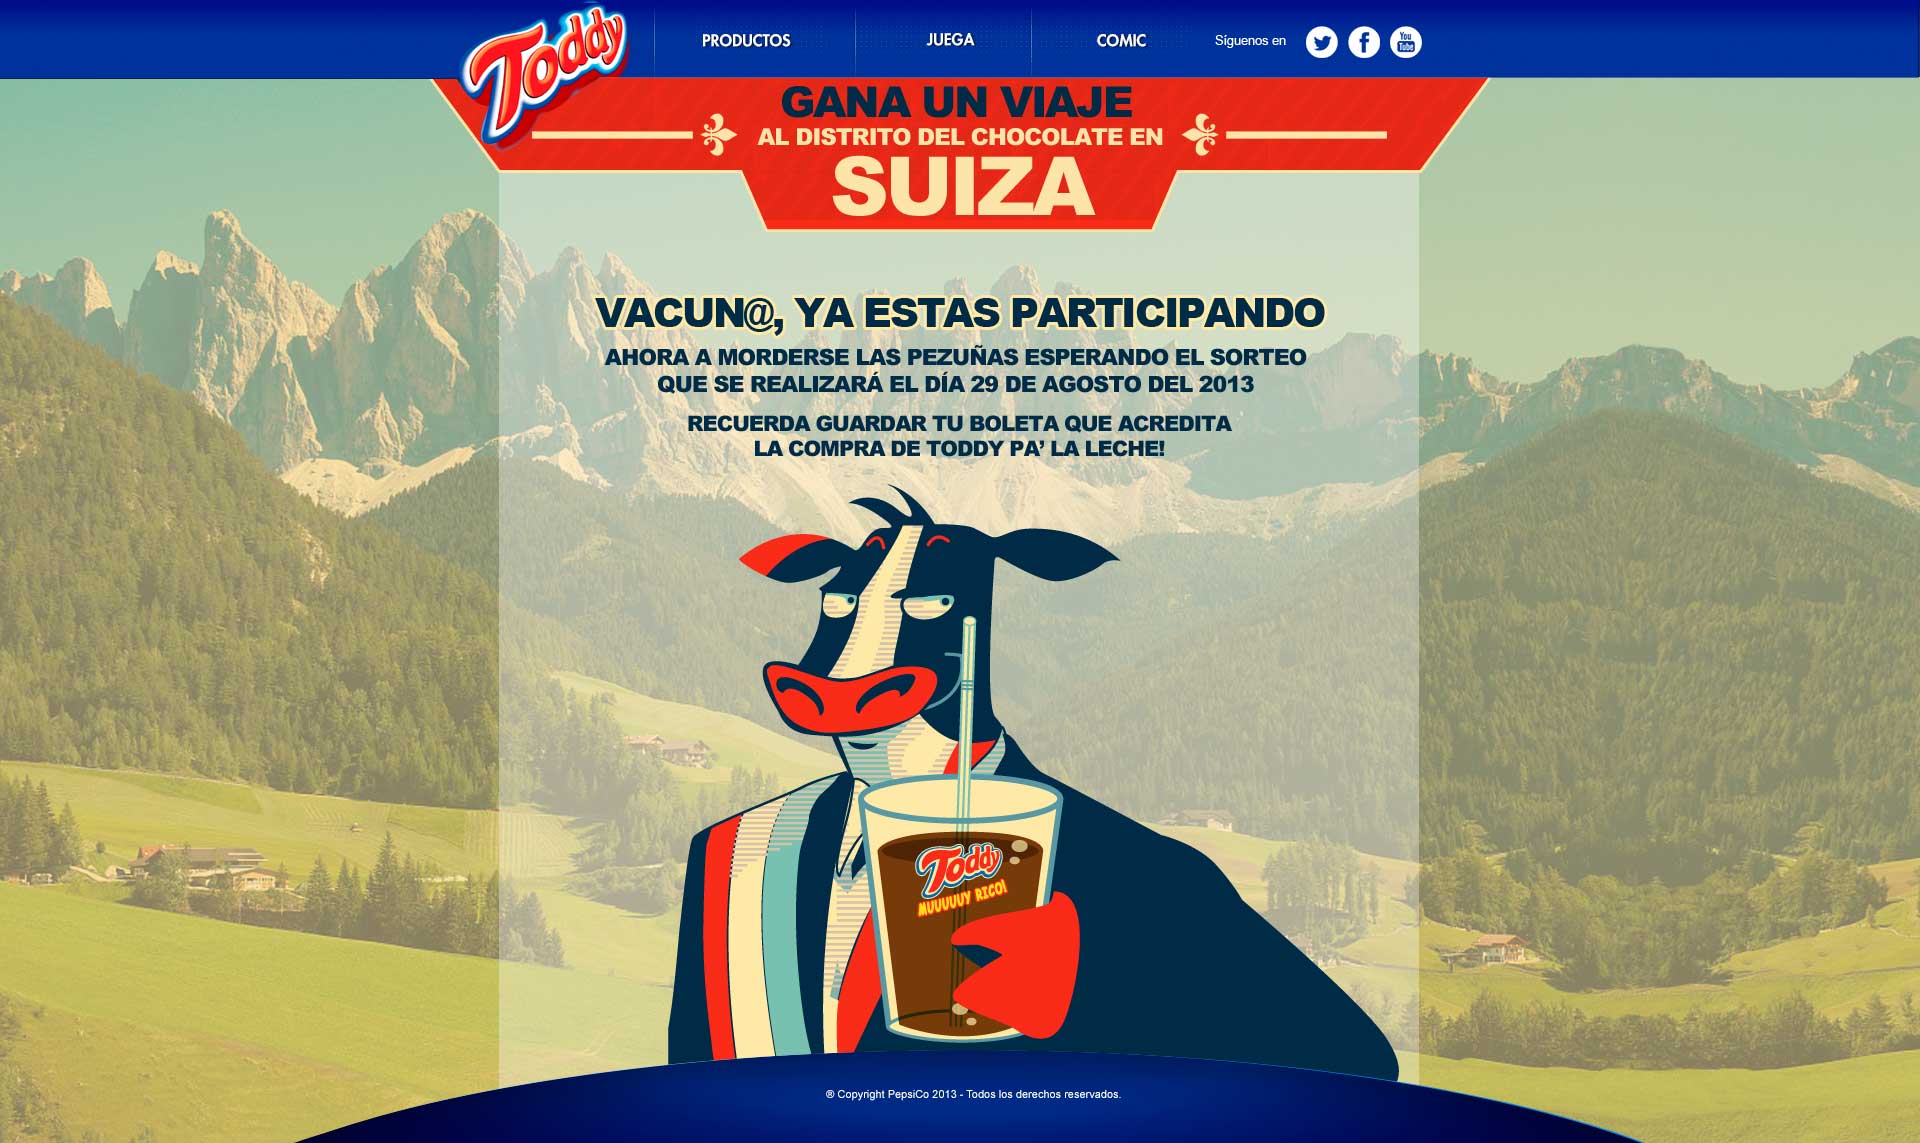 Toddy
PRODUCTOS
JUEGA
COMIC
Síguenos en
You
Tube
GANA UN VIAJE
AL DISTRITO DEL CHOCOLATE EN
SUIZA
VACUN@, YA ESTAS PARTICIPANDO
AHORA A MORDERSE LAS PEZUÑAS ESPERANDO EL SORTEO
QUE SE REALIZARÁ EL DÍA 29 DE AGOSTO DEL 2013
RECUERDA GUARDAR TU BOLETA QUE ACREDITA
LA COMPRA DE TODDY PA’ LA LECHE!
Toddy
MUUUUUY RICO!
® Copyright PepsiCo 2013 - Todos los derechos reservados.